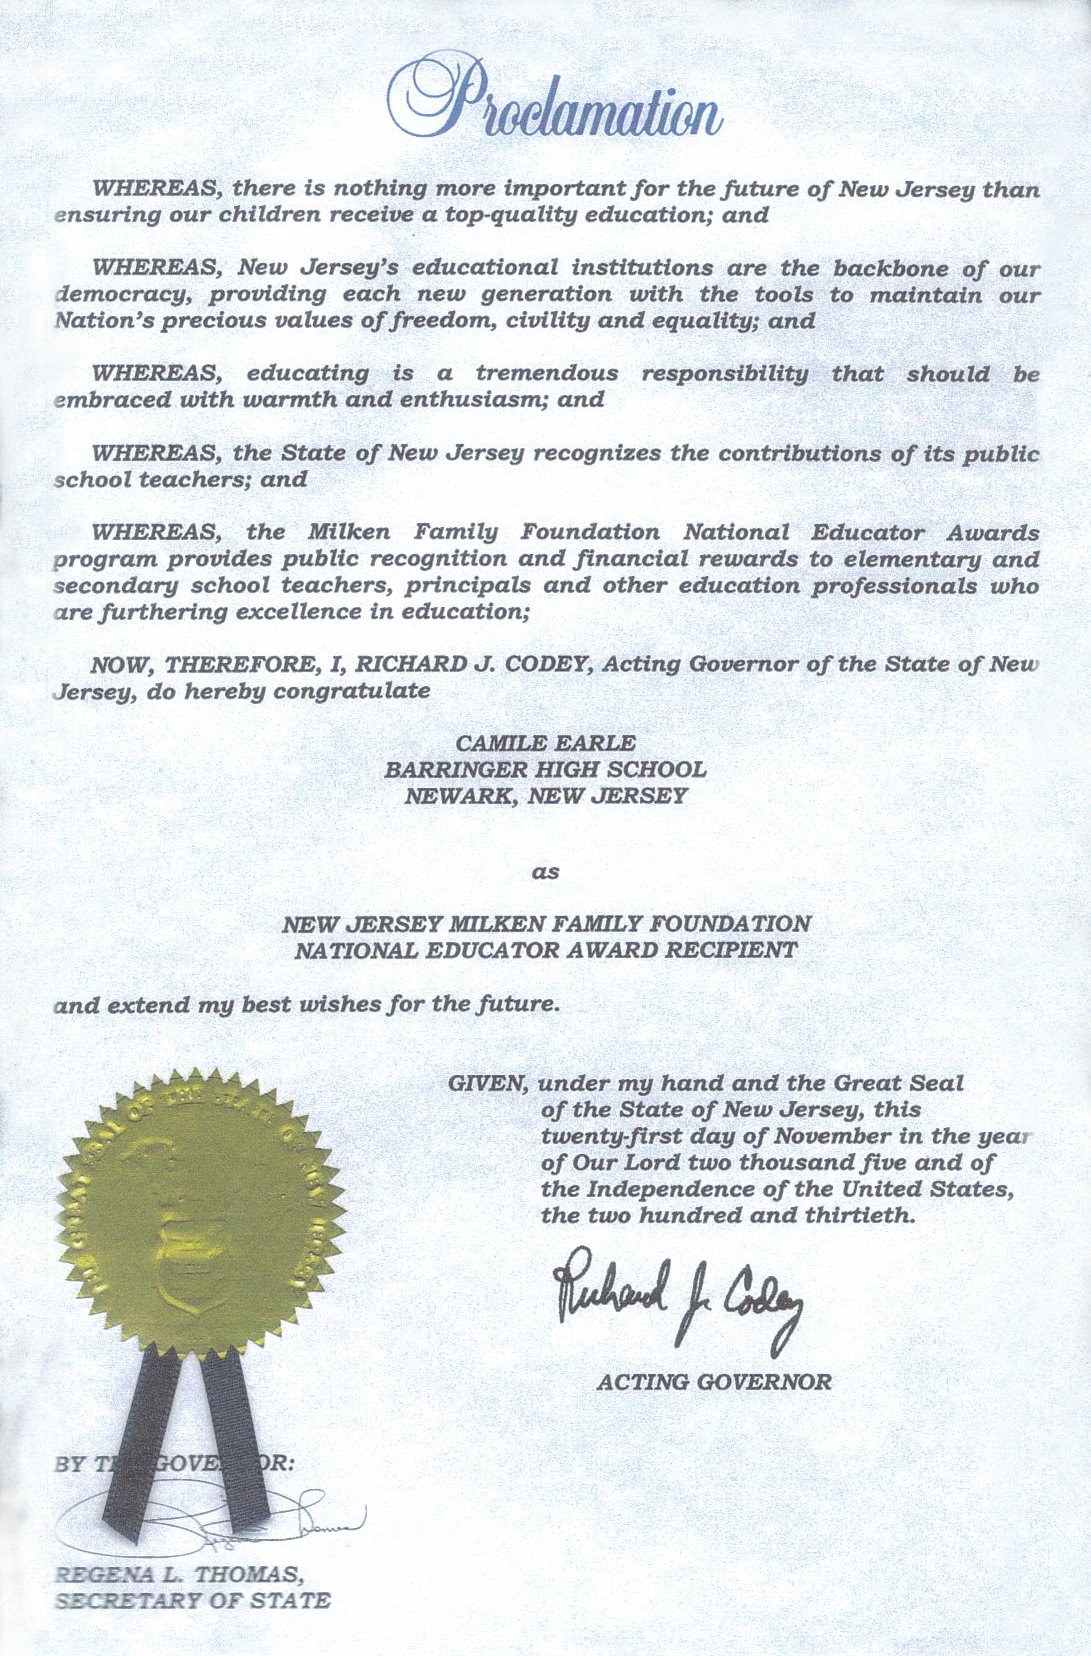 Proclamation
WHEREAS, there is nothing more important for the future of New Jersey than
ensuring our children receive a top-quality education; and
WHEREAS, New Jersey's educational institutions are the backbone of our
democracy, providing each new generation with the tools to maintain our
Nation's precious values of freedom, civility and equality; and
WHEREAS, educating is a tremendous responsibility that should be
embraced with warmth and enthusiasm; and
WHEREAS, the State of New Jersey recognizes the contributions of its public
school teachers; and
WHEREAS, the Milken Family Foundation National Educator Awards
program provides public recognition and financial rewards to elementary and
secondary school teachers, principals and other education professionals who
are furthering excellence in education;
NOW, THEREFORE, I, RICHARD J. CODEY, Acting Governor of the State of New
Jersey, do hereby congratulate
CAMILE EARLE
BARRINGER HIGH SCHOOL
NEWARK, NEW JERSEY
as
NEW JERSEY MILKEN FAMILY FOUNDATION
NATIONAL EDUCATOR AWARD RECIPIENT
and extend my best wishes for the future.
GIVEN, under my hand and the Great Seal
of the State of New Jersey, this
twenty-first day of November in the year
of Our Lord two thousand five and of
the Independence of the United States,
the two hundred and thirtieth.
Richard J. Codey
ACTING GOVERNOR
THE GREAT SEAL OF THE STATE OF NEW JERSEY
BY THE GOVERNOR:
Regena Thomas
REGENA L. THOMAS,
SECRETARY OF STATE